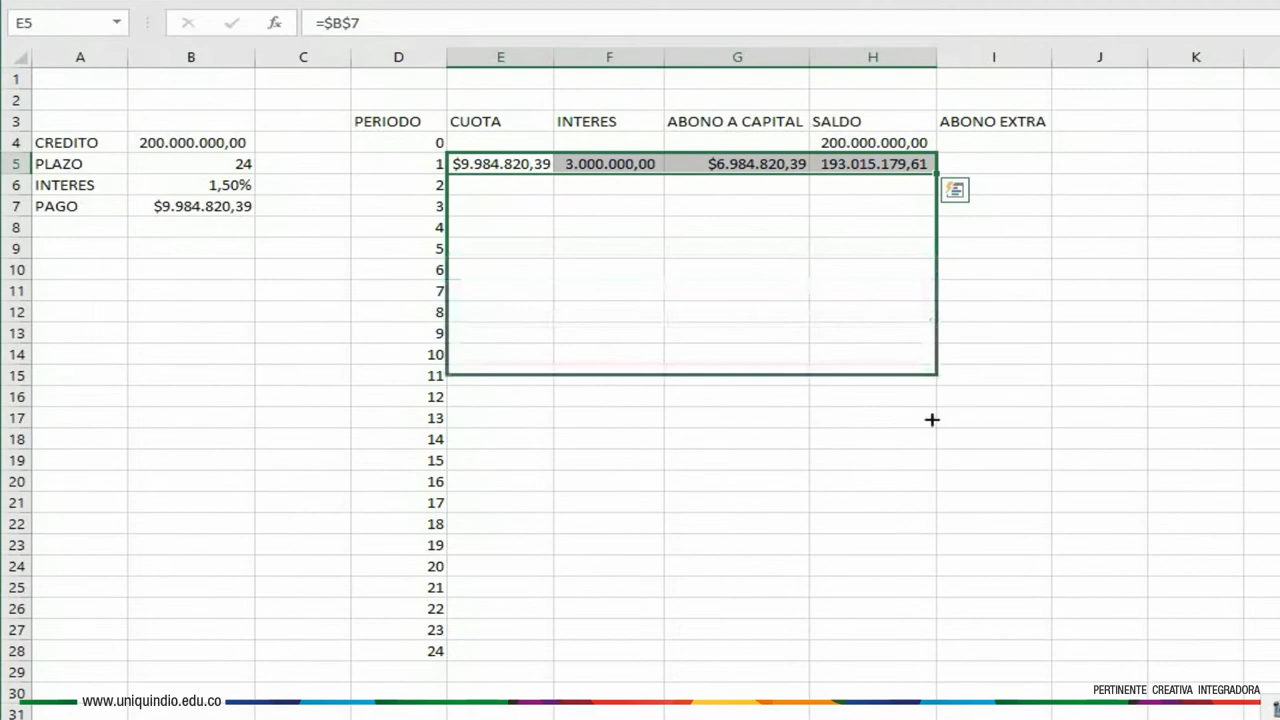 E5 fx =$B$7
A B C D E F G H I J K
1
2
3 PERIODO CUOTA INTERES ABONO A CAPITAL SALDO ABONO EXTRA
4 CREDITO 200.000.000,00 0 200.000.000,00
5 PLAZO 24 1 $9.984.820,39 3.000.000,00 $6.984.820,39 193.015.179,61
6 INTERES 1,50% 2
7 PAGO $9.984.820,39 3
8 4
9 5
10 6
11 7
12 8
13 9
14 10
15 11
16 12
17 13
18 14
19 15
20 16
21 17
22 18
23 19
24 20
25 21
26 22
27 23
28 24
29
30
31
PERTINENTE CREATIVA INTEGRADORA
www.uniquindio.edu.co